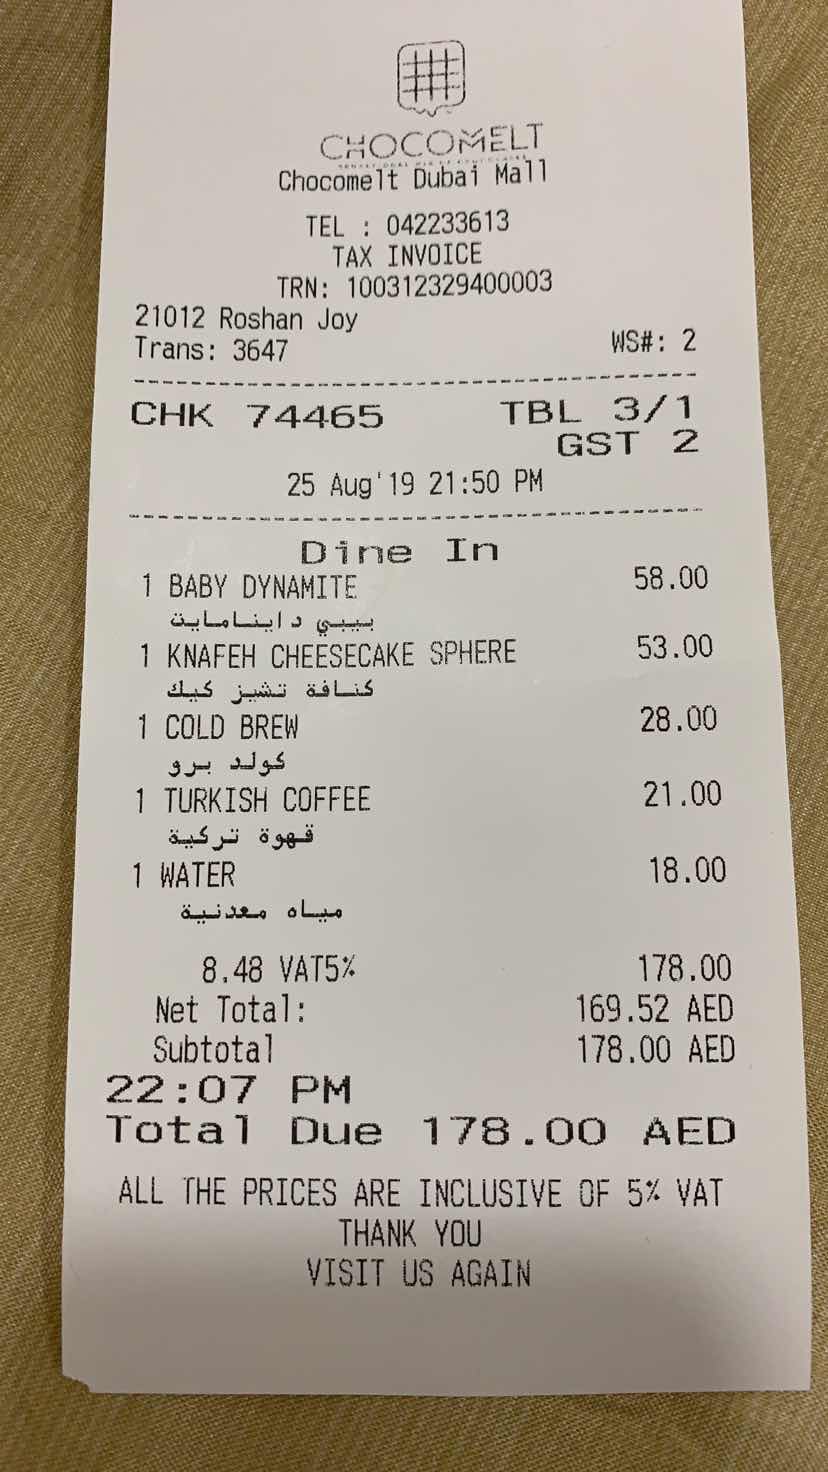 CHOCOMELT
Chocomelt Dubai Mall
TEL : 042233613
TAX INVOICE
TRN: 100312329400003
21012 Roshan Joy
Trans: 3647 WS#: 2
CHK 74465 TBL 3/1
GST 2
25 Aug'19 21:50 PM
Dine In
1 BABY DYNAMITE 58.00
بيبي داينامايت
1 KNAFEH CHEESECAKE SPHERE 53.00
كنافة تشيز كيك
1 COLD BREW 28.00
كولد برو
1 TURKISH COFFEE 21.00
قهوة تركية
1 WATER 18.00
مياه معدنية
8.48 VAT5% 178.00
Net Total: 169.52 AED
Subtotal 178.00 AED
22:07 PM
Total Due 178.00 AED
ALL THE PRICES ARE INCLUSIVE OF 5% VAT
THANK YOU
VISIT US AGAIN